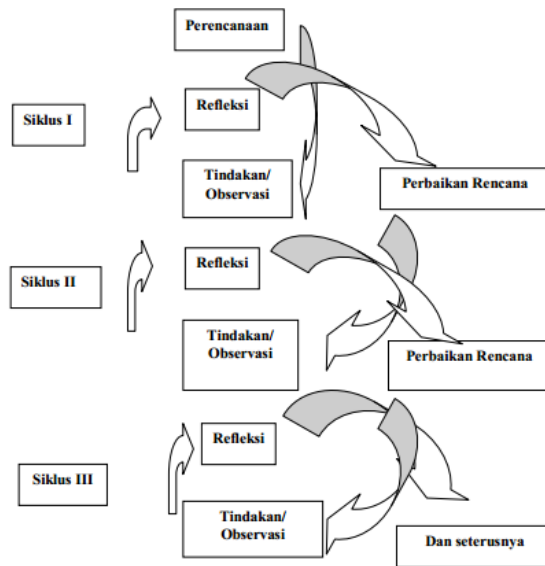 Perencanaan
Siklus I
Refleksi
Tindakan/
Observasi
Perbaikan Rencana
Siklus II
Refleksi
Tindakan/
Observasi
Perbaikan Rencana
Siklus III
Refleksi
Tindakan/
Observasi
Dan seterusnya